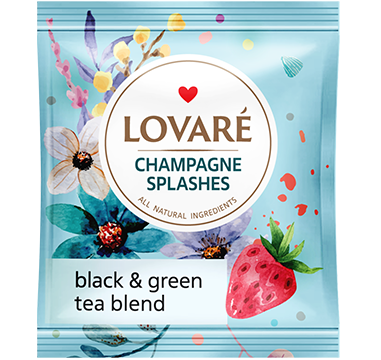 LOVARÉ
CHAMPAGNE
SPLASHES
ALL NATURAL INGREDIENTS
black & green
tea blend